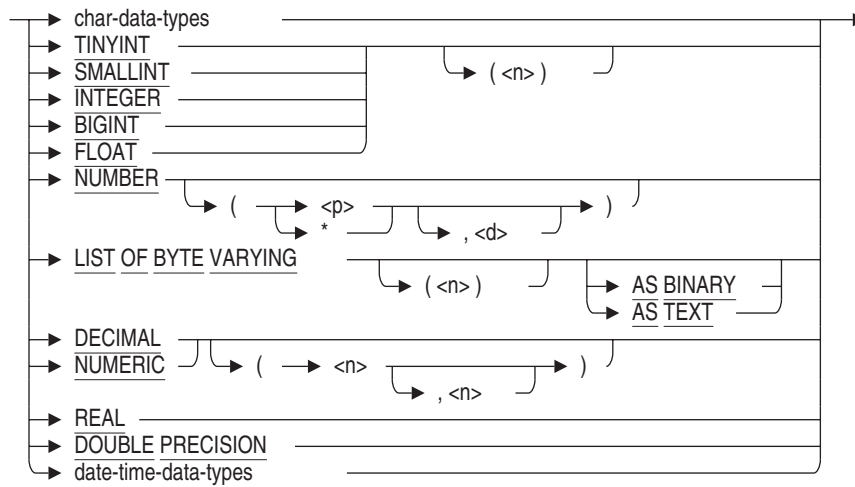 char-data-types
TINYINT
SMALLINT ( <n> )
INTEGER
BIGINT
FLOAT
NUMBER
( <p> )
* , <d>
LIST OF BYTE VARYING
( <n> ) AS BINARY
AS TEXT
DECIMAL
NUMERIC ( <n> )
, <n>
REAL
DOUBLE PRECISION
date-time-data-types